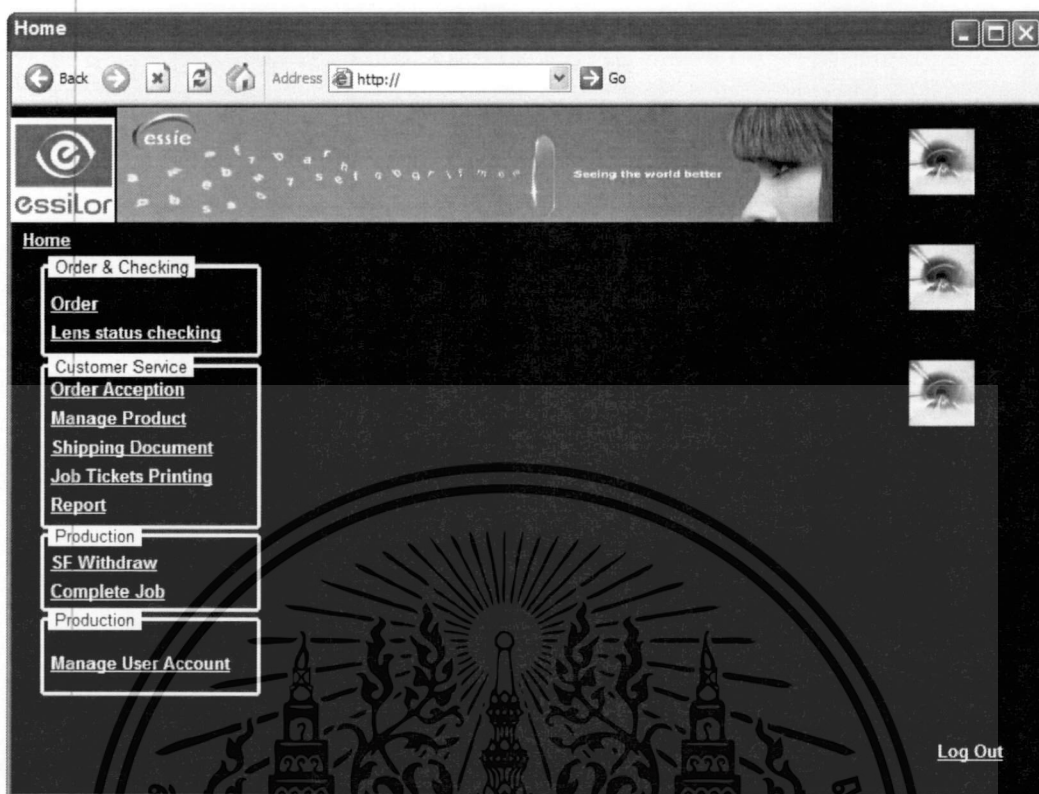 Home
Back Address http:// Go
essie
Seeing the world better
essiLor
Home
Order & Checking
Order
Lens status checking
Customer Service
Order Acception
Manage Product
Shipping Document
Job Tickets Printing
Report
Production
SF Withdraw
Complete Job
Production
Manage User Account
Log Out